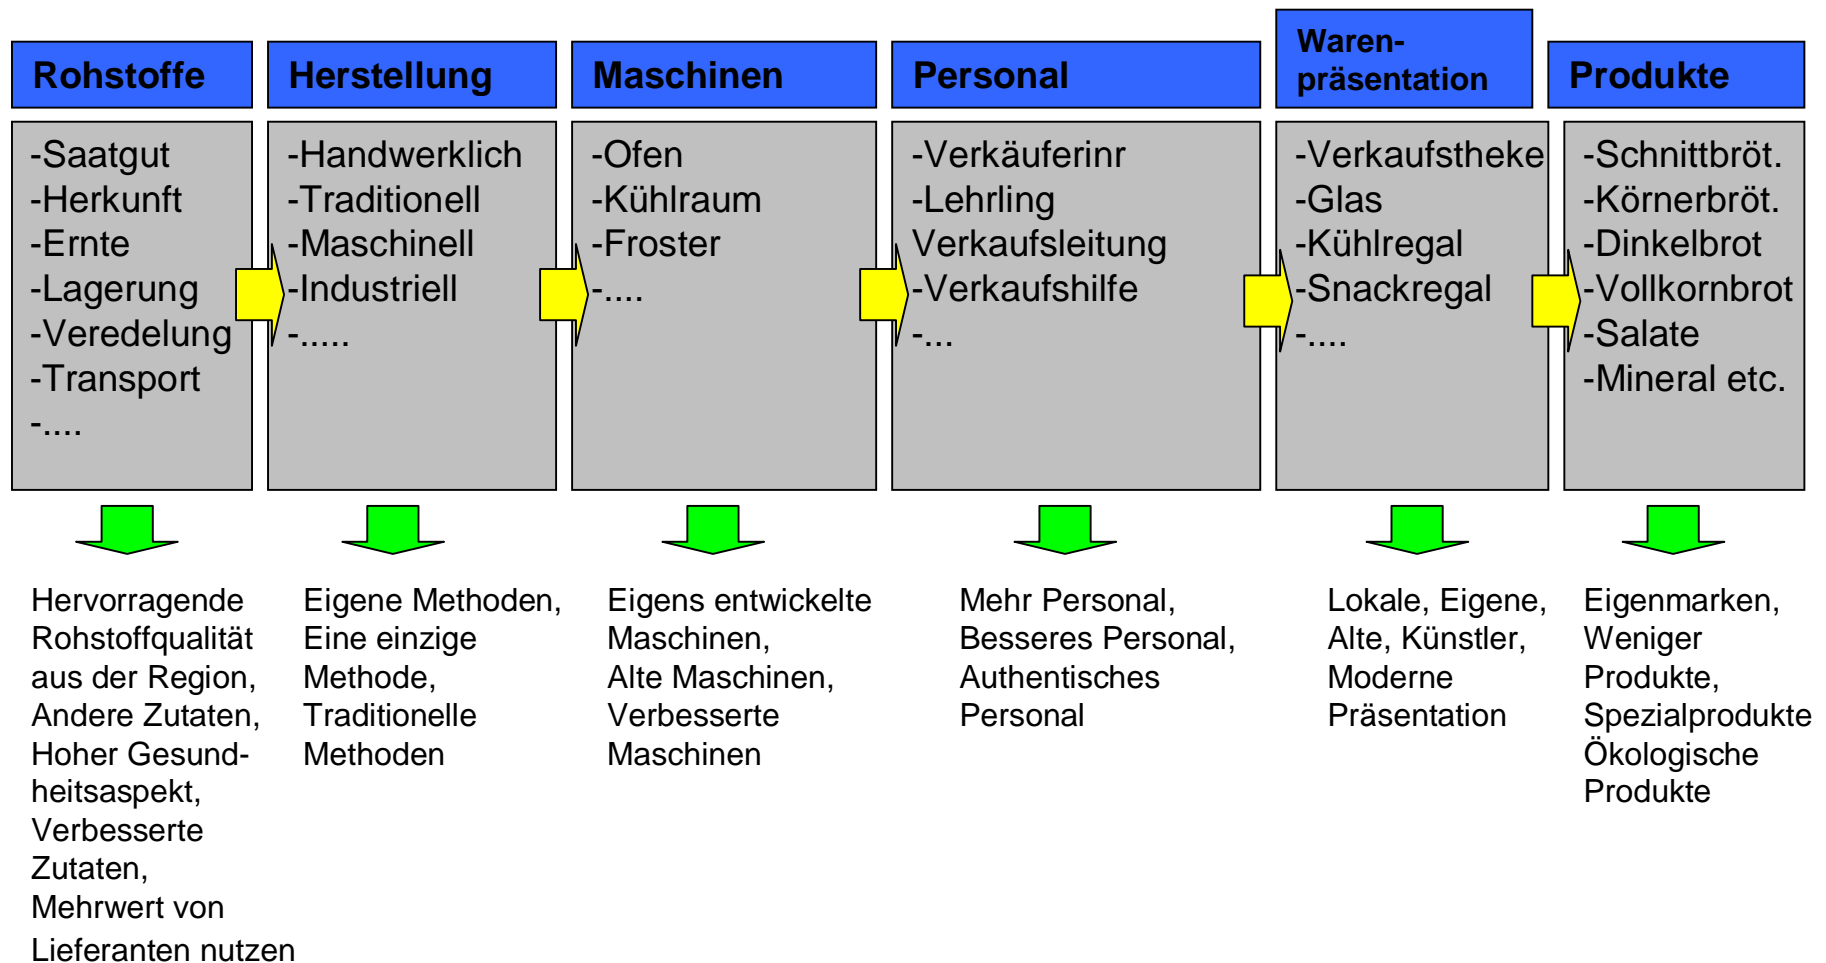 Rohstoffe
-Saatgut
-Herkunft
-Ernte
-Lagerung
-Veredelung
-Transport
-....
Hervorragende
Rohstoffqualität
aus der Region,
Andere Zutaten,
Hoher Gesund-
heitsaspekt,
Verbesserte
Zutaten,
Mehrwert von
Lieferanten nutzen
Herstellung
-Handwerklich
-Traditionell
-Maschinell
-Industriell
-.....
Eigene Methoden,
Eine einzige
Methode,
Traditionelle
Methoden
Maschinen
-Ofen
-Kühlraum
-Froster
-....
Eigens entwickelte
Maschinen,
Alte Maschinen,
Verbesserte
Maschinen
Personal
-Verkäuferinr
-Lehrling
Verkaufsleitung
-Verkaufshilfe
-...
Mehr Personal,
Besseres Personal,
Authentisches
Personal
Waren-
präsentation
-Verkaufstheke
-Glas
-Kühlregal
-Snackregal
-....
Lokale, Eigene,
Alte, Künstler,
Moderne
Präsentation
Produkte
-Schnittbröt.
-Körnerbröt.
-Dinkelbrot
-Vollkornbrot
-Salate
-Mineral etc.
Eigenmarken,
Weniger
Produkte,
Spezialprodukte
Ökologische
Produkte